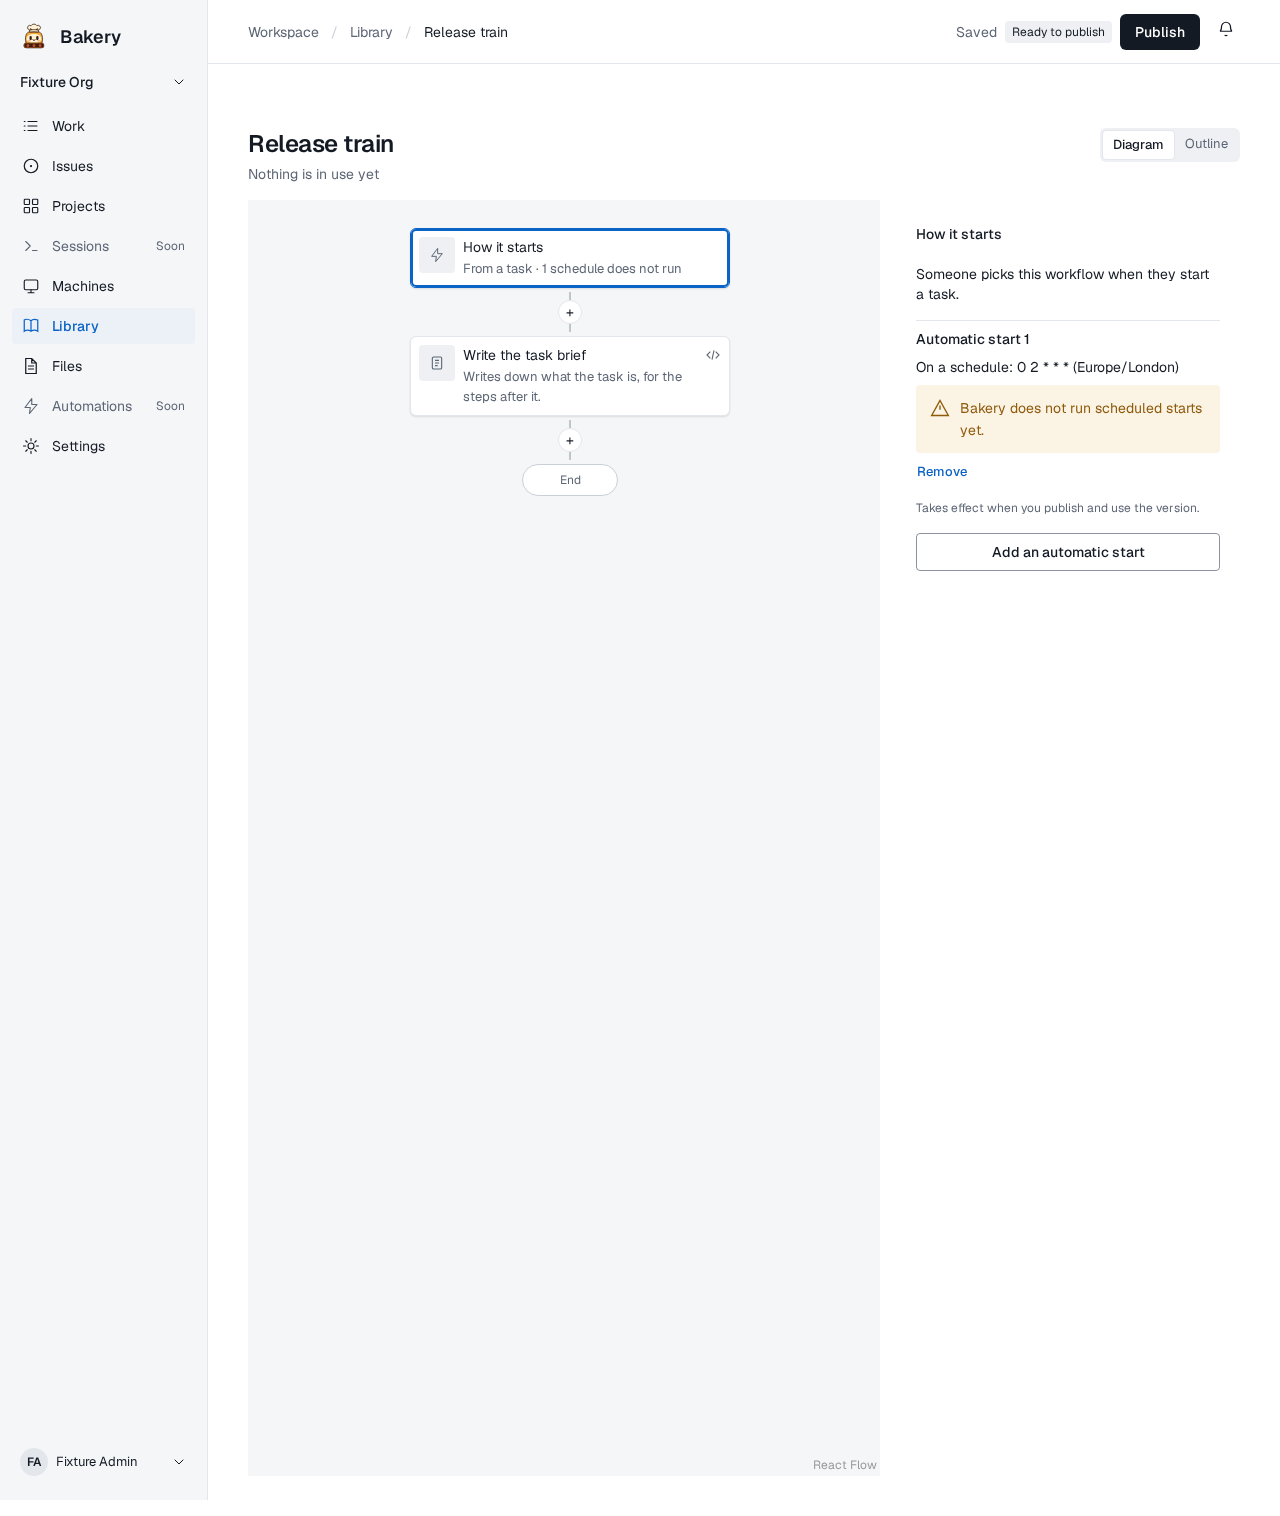 Bakery
Fixture Org
Work
Issues
Projects
Sessions Soon
Machines
Library
Files
Automations Soon
Settings
FA Fixture Admin
Workspace / Library / Release train
Saved Ready to publish Publish
Release train
Nothing is in use yet
Diagram Outline
How it starts
From a task · 1 schedule does not run
+
Write the task brief
Writes down what the task is, for the
steps after it.
+
End
React Flow
How it starts
Someone picks this workflow when they start
a task.
Automatic start 1
On a schedule: 0 2 * * * (Europe/London)
Bakery does not run scheduled starts
yet.
Remove
Takes effect when you publish and use the version.
Add an automatic start